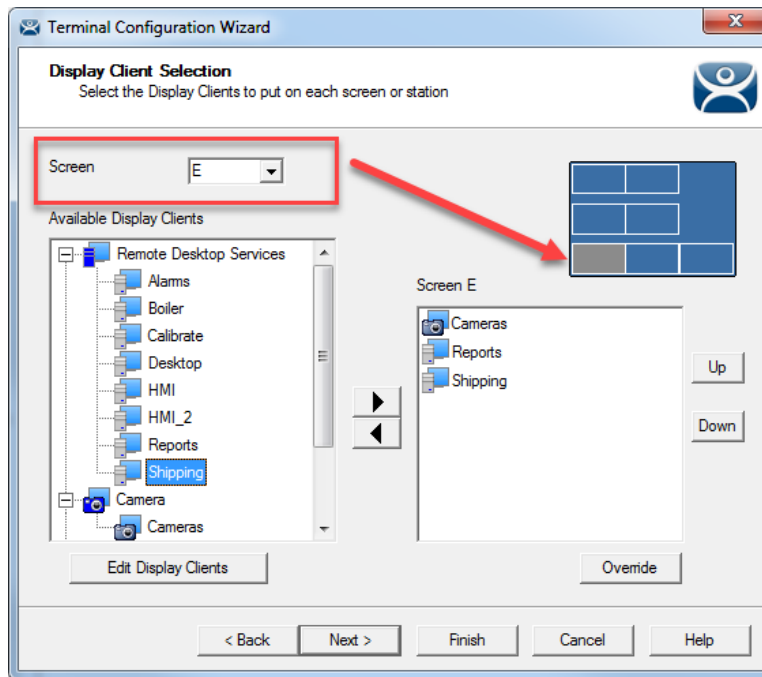 Terminal Configuration Wizard
Display Client Selection
Select the Display Clients to put on each screen or station
Screen
E
Available Display Clients
Remote Desktop Services
Alarms
Boiler
Calibrate
Desktop
HMI
HMI_2
Reports
Shipping
Camera
Cameras
Screen E
Cameras
Reports
Shipping
Up
Down
Edit Display Clients
Override
< Back
Next >
Finish
Cancel
Help